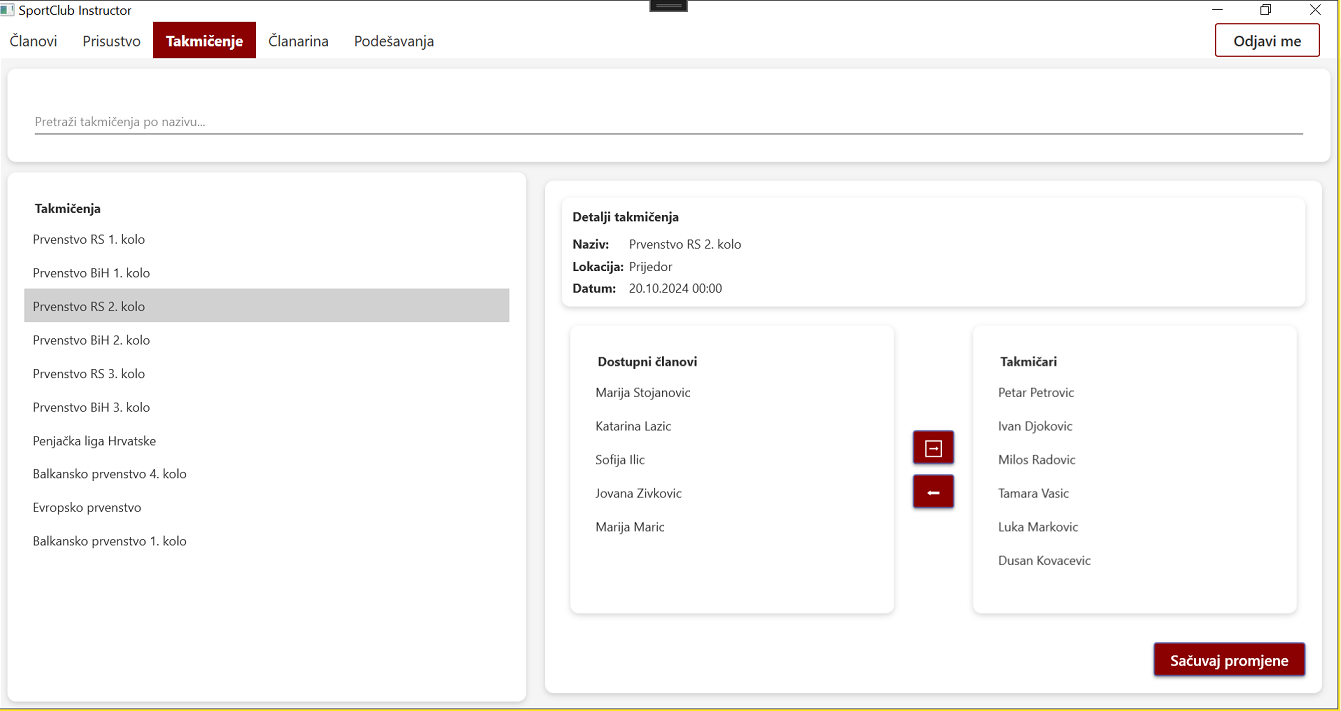 SportClub Instructor
Članovi Prisustvo Takmičenje Članarina Podešavanja Odjavi me
Pretraži takmičenja po nazivu...
Takmičenja
Prvenstvo RS 1. kolo
Prvenstvo BiH 1. kolo
Prvenstvo RS 2. kolo
Prvenstvo BiH 2. kolo
Prvenstvo RS 3. kolo
Prvenstvo BiH 3. kolo
Penjačka liga Hrvatske
Balkansko prvenstvo 4. kolo
Evropsko prvenstvo
Balkansko prvenstvo 1. kolo
Detalji takmičenja
Naziv: Prvenstvo RS 2. kolo
Lokacija: Prijedor
Datum: 20.10.2024 00:00
Dostupni članovi
Marija Stojanovic
Katarina Lazic
Sofija Ilic
Jovana Zivkovic
Marija Maric
Takmičari
Petar Petrovic
Ivan Djokovic
Milos Radovic
Tamara Vasic
Luka Markovic
Dusan Kovacevic
Sačuvaj promjene